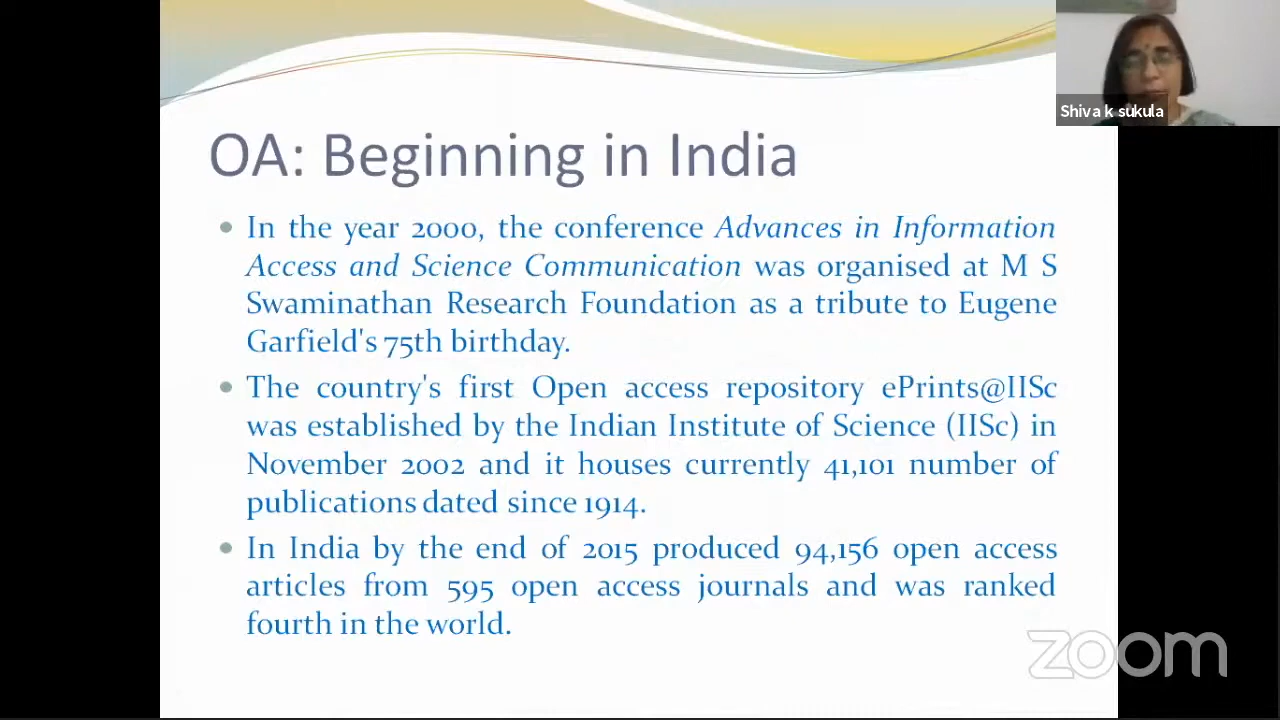 Shiva k sukula
OA: Beginning in India
In the year 2000, the conference Advances in Information
Access and Science Communication was organised at M S
Swaminathan Research Foundation as a tribute to Eugene
Garfield's 75th birthday.
The country's first Open access repository ePrints@IISc
was established by the Indian Institute of Science (IISc) in
November 2002 and it houses currently 41,101 number of
publications dated since 1914.
In India by the end of 2015 produced 94,156 open access
articles from 595 open access journals and was ranked
fourth in the world.
zoom